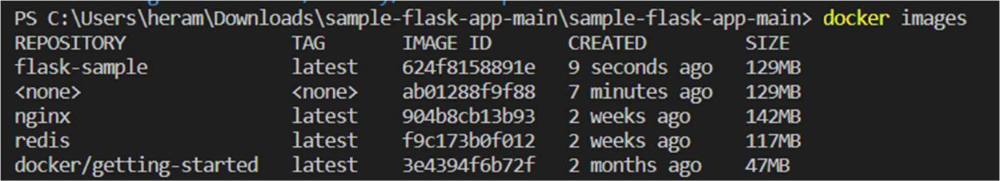 PS C:\Users\heram\Downloads\sample-flask-app-main\sample-flask-app-main> docker images
REPOSITORY TAG IMAGE ID CREATED SIZE
flask-sample latest 624f8158891e 9 seconds ago 129MB
<none> <none> ab01288f9f88 7 minutes ago 129MB
nginx latest 904b8cb13b93 2 weeks ago 142MB
redis latest f9c173b0f012 2 weeks ago 117MB
docker/getting-started latest 3e4394f6b72f 2 months ago 47MB